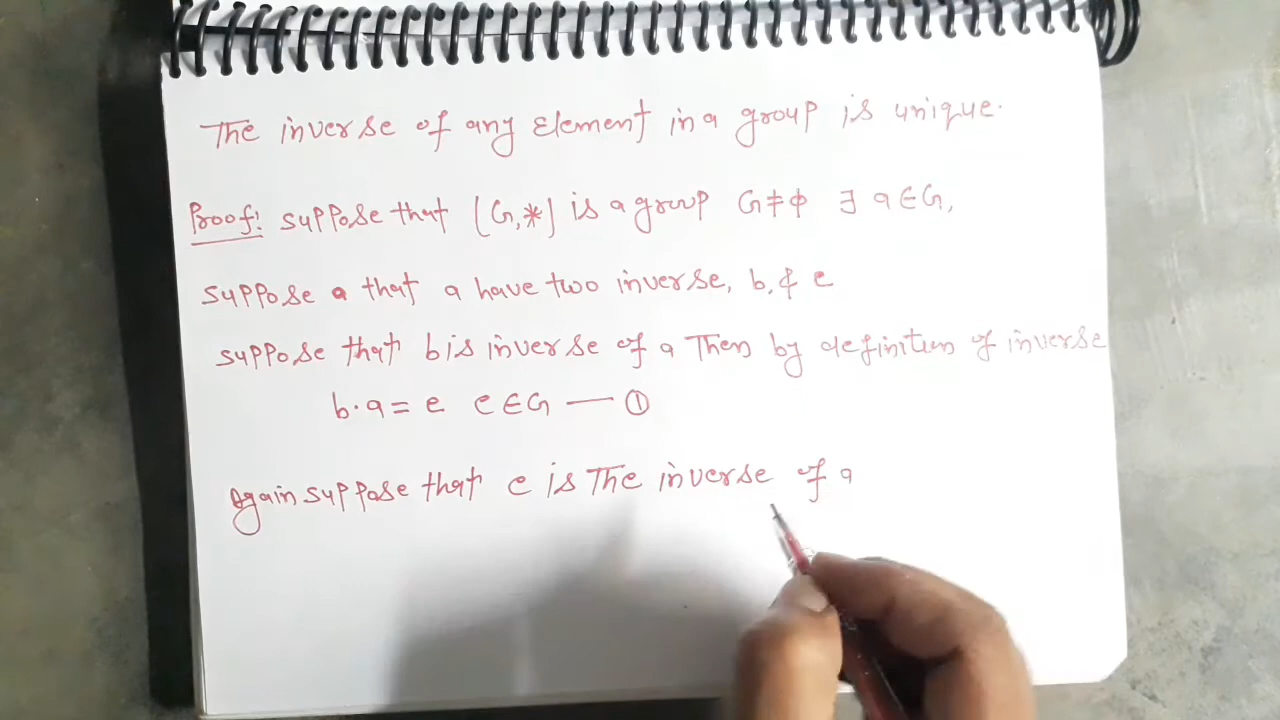 The inverse of any Element in a group is unique.
Proof: suppose that (G,*) is a group G≠ϕ ∃ a∈G,
suppose that a have two inverse, b, & c
suppose that b is inverse of a Then by definition of inverse
b.a = e e∈G — ①
Again suppose that c is The inverse of a